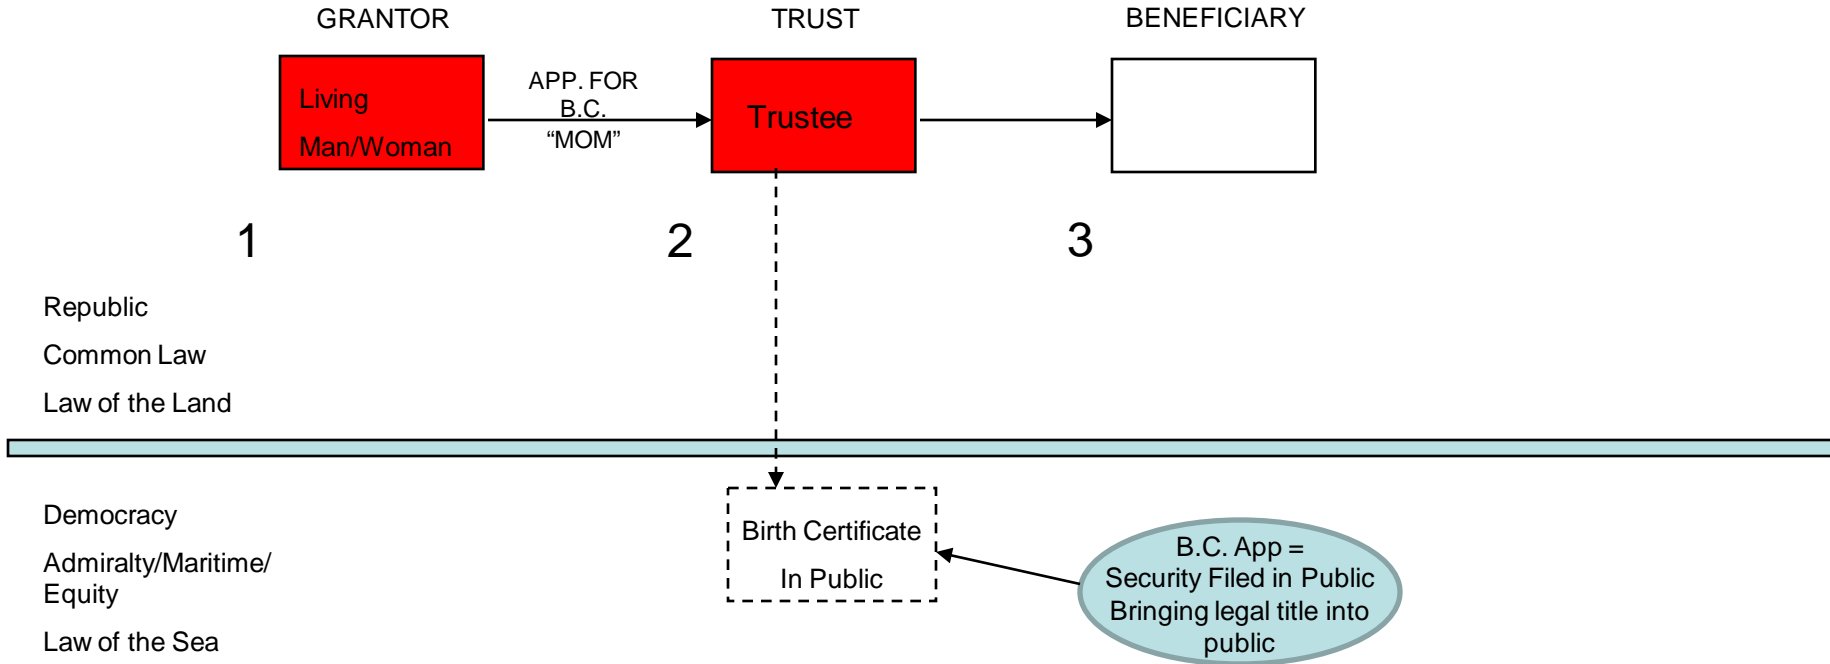 GRANTOR
TRUST
BENEFICIARY
Living
Man/Woman
APP. FOR
B.C.
“MOM”
Trustee
1
2
3
Republic
Common Law
Law of the Land
Democracy
Admiralty/Maritime/
Equity
Law of the Sea
Birth Certificate
In Public
B.C. App =
Security Filed in Public
Bringing legal title into
public